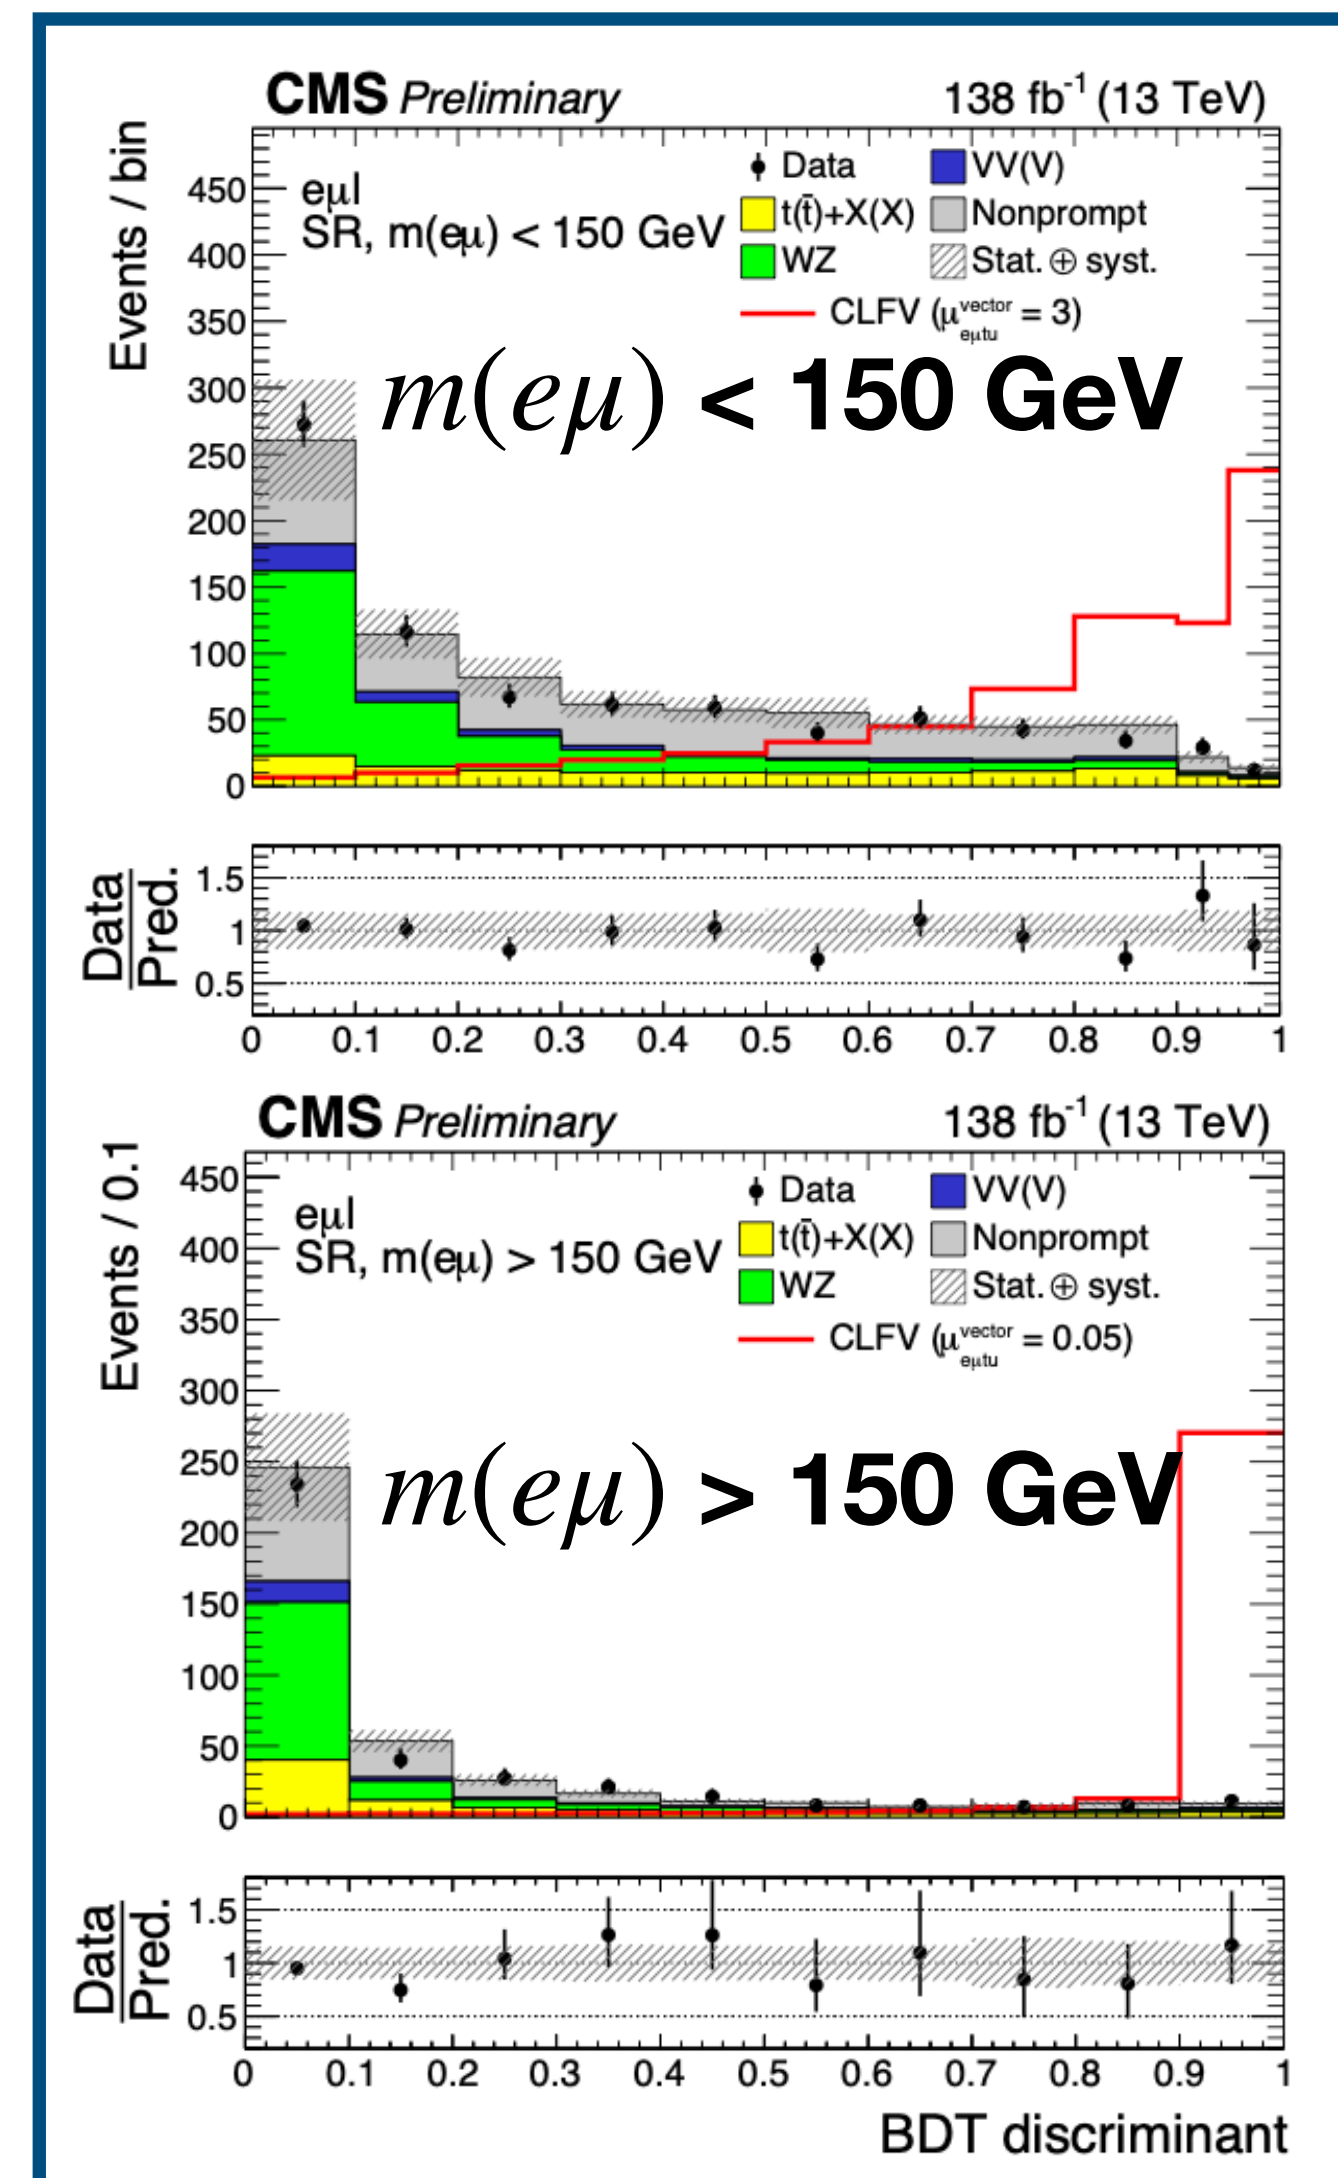 CMS Preliminary 138 fb⁻¹ (13 TeV)
Events / bin
eμl
SR, m(eμ) < 150 GeV
Data
VV(V)
t(t̄)+X(X)
Nonprompt
WZ
Stat. ⊕ syst.
CLFV (μ vector eμtu = 3)
m(eμ) < 150 GeV
450
400
350
300
250
200
150
100
50
0
Data
Pred.
1.5
1
0.5
0 0.1 0.2 0.3 0.4 0.5 0.6 0.7 0.8 0.9 1
CMS Preliminary 138 fb⁻¹ (13 TeV)
Events / 0.1
eμl
SR, m(eμ) > 150 GeV
Data
VV(V)
t(t̄)+X(X)
Nonprompt
WZ
Stat. ⊕ syst.
CLFV (μ vector eμtu = 0.05)
m(eμ) > 150 GeV
450
400
350
300
250
200
150
100
50
0
Data
Pred.
1.5
1
0.5
0 0.1 0.2 0.3 0.4 0.5 0.6 0.7 0.8 0.9 1
BDT discriminant